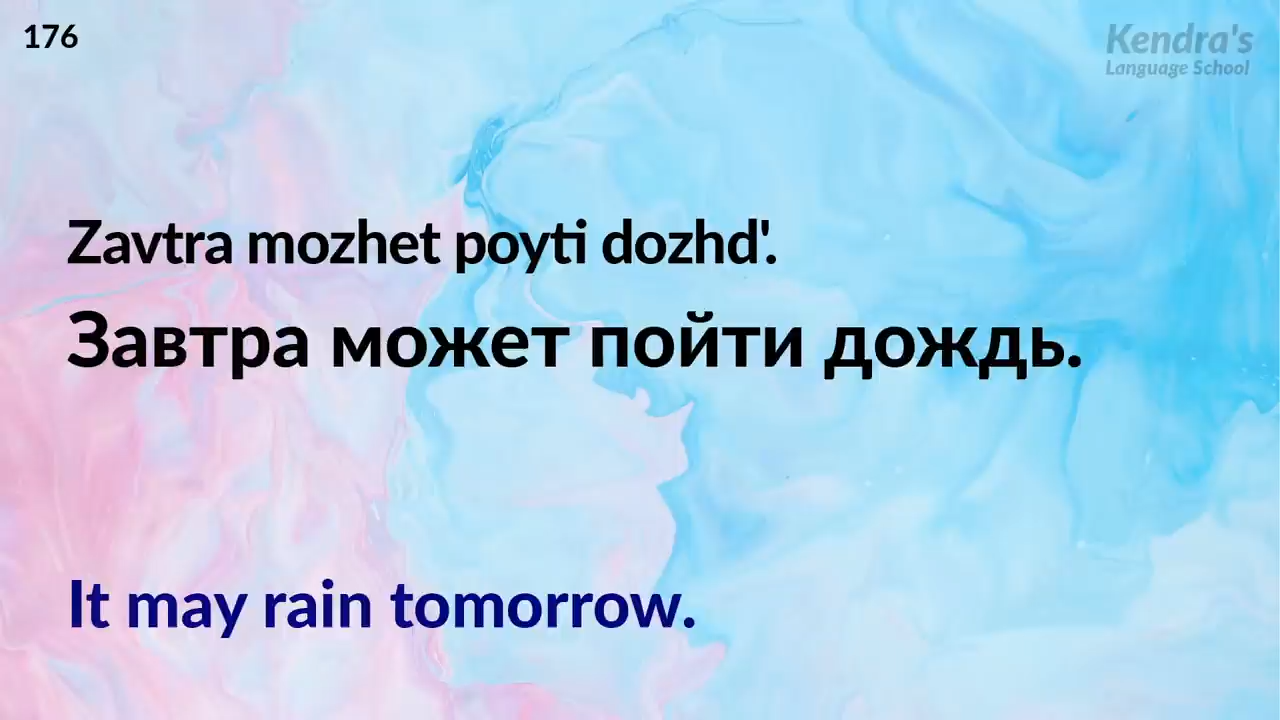 176
Kendra's
Language School
Zavtra mozhet poyti dozhd'.
Завтра может пойти дождь.
It may rain tomorrow.